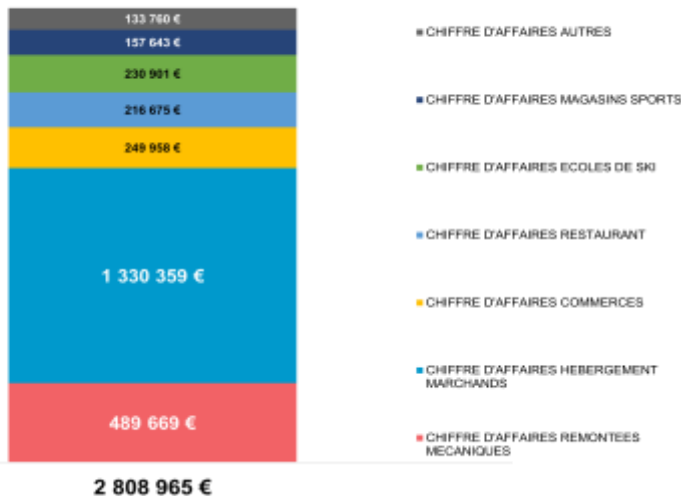 133 760 €
157 643 €
230 901 €
216 675 €
249 958 €
1 330 359 €
489 669 €
2 808 965 €
CHIFFRE D'AFFAIRES AUTRES
CHIFFRE D'AFFAIRES MAGASINS SPORTS
CHIFFRE D'AFFAIRES ECOLES DE SKI
CHIFFRE D'AFFAIRES RESTAURANT
CHIFFRE D'AFFAIRES COMMERCES
CHIFFRE D'AFFAIRES HEBERGEMENT
MARCHANDS
CHIFFRE D'AFFAIRES REMONTEES
MECANIQUES